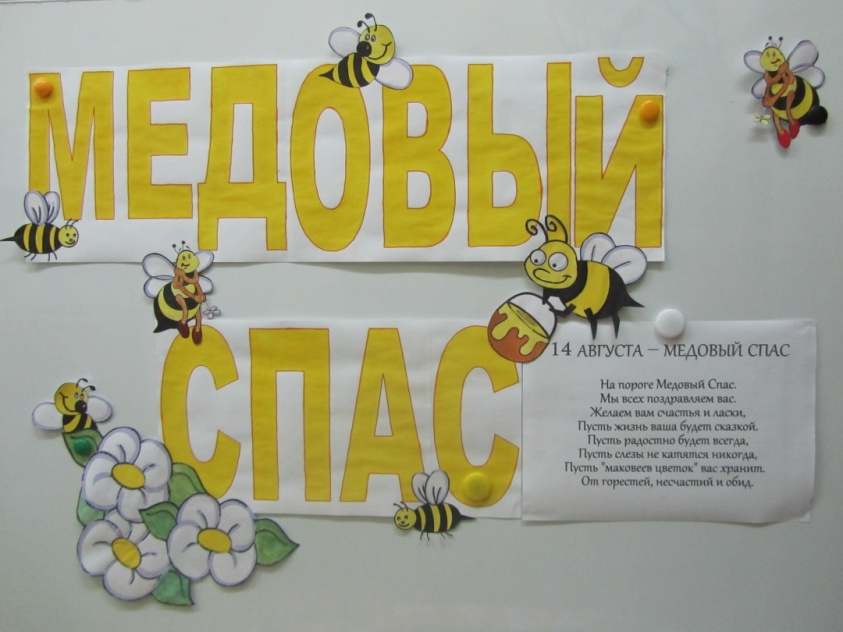 МЕДОВЫЙ
СПАС
14 АВГУСТА – МЕДОВЫЙ СПАС
На пороге Медовый Спас.
Мы всех поздравляем вас.
Желаем вам счастья и ласки,
Пусть жизнь ваша будет сказкой.
Пусть радостно будет всегда,
Пусть слезы не катятся никогда,
Пусть "маковеев цветок" вас хранит.
От горестей, несчастий и обид.